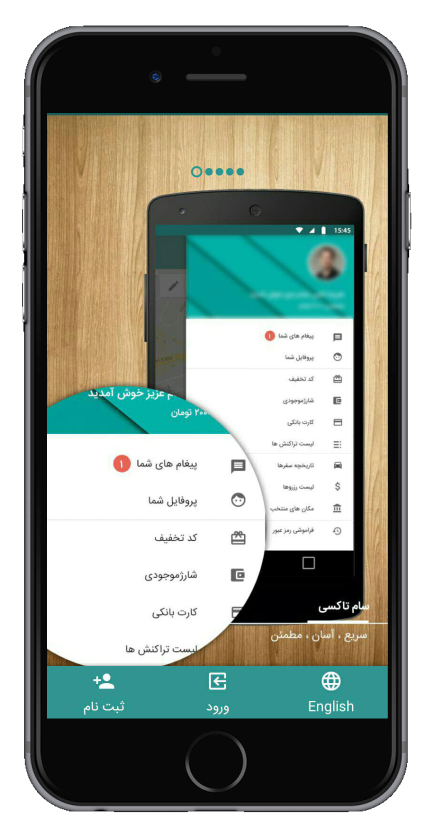 15:45
پیغام های شما ۱
پروفایل شما
کد تخفیف
شارژموجودی
کارت بانکی
لیست تراکنش ها
تاریخچه سفرها
لیست رزروها
مکان های منتخب
فراموشی رمز عبور
م عزیز خوش آمدید
۲۰۰ تومان
پیغام های شما ۱
پروفایل شما
کد تخفیف
شارژموجودی
کارت بانکی
لیست تراکنش ها
سام تاکسی
سریع ، آسان ، مطمئن
ثبت نام
ورود
English